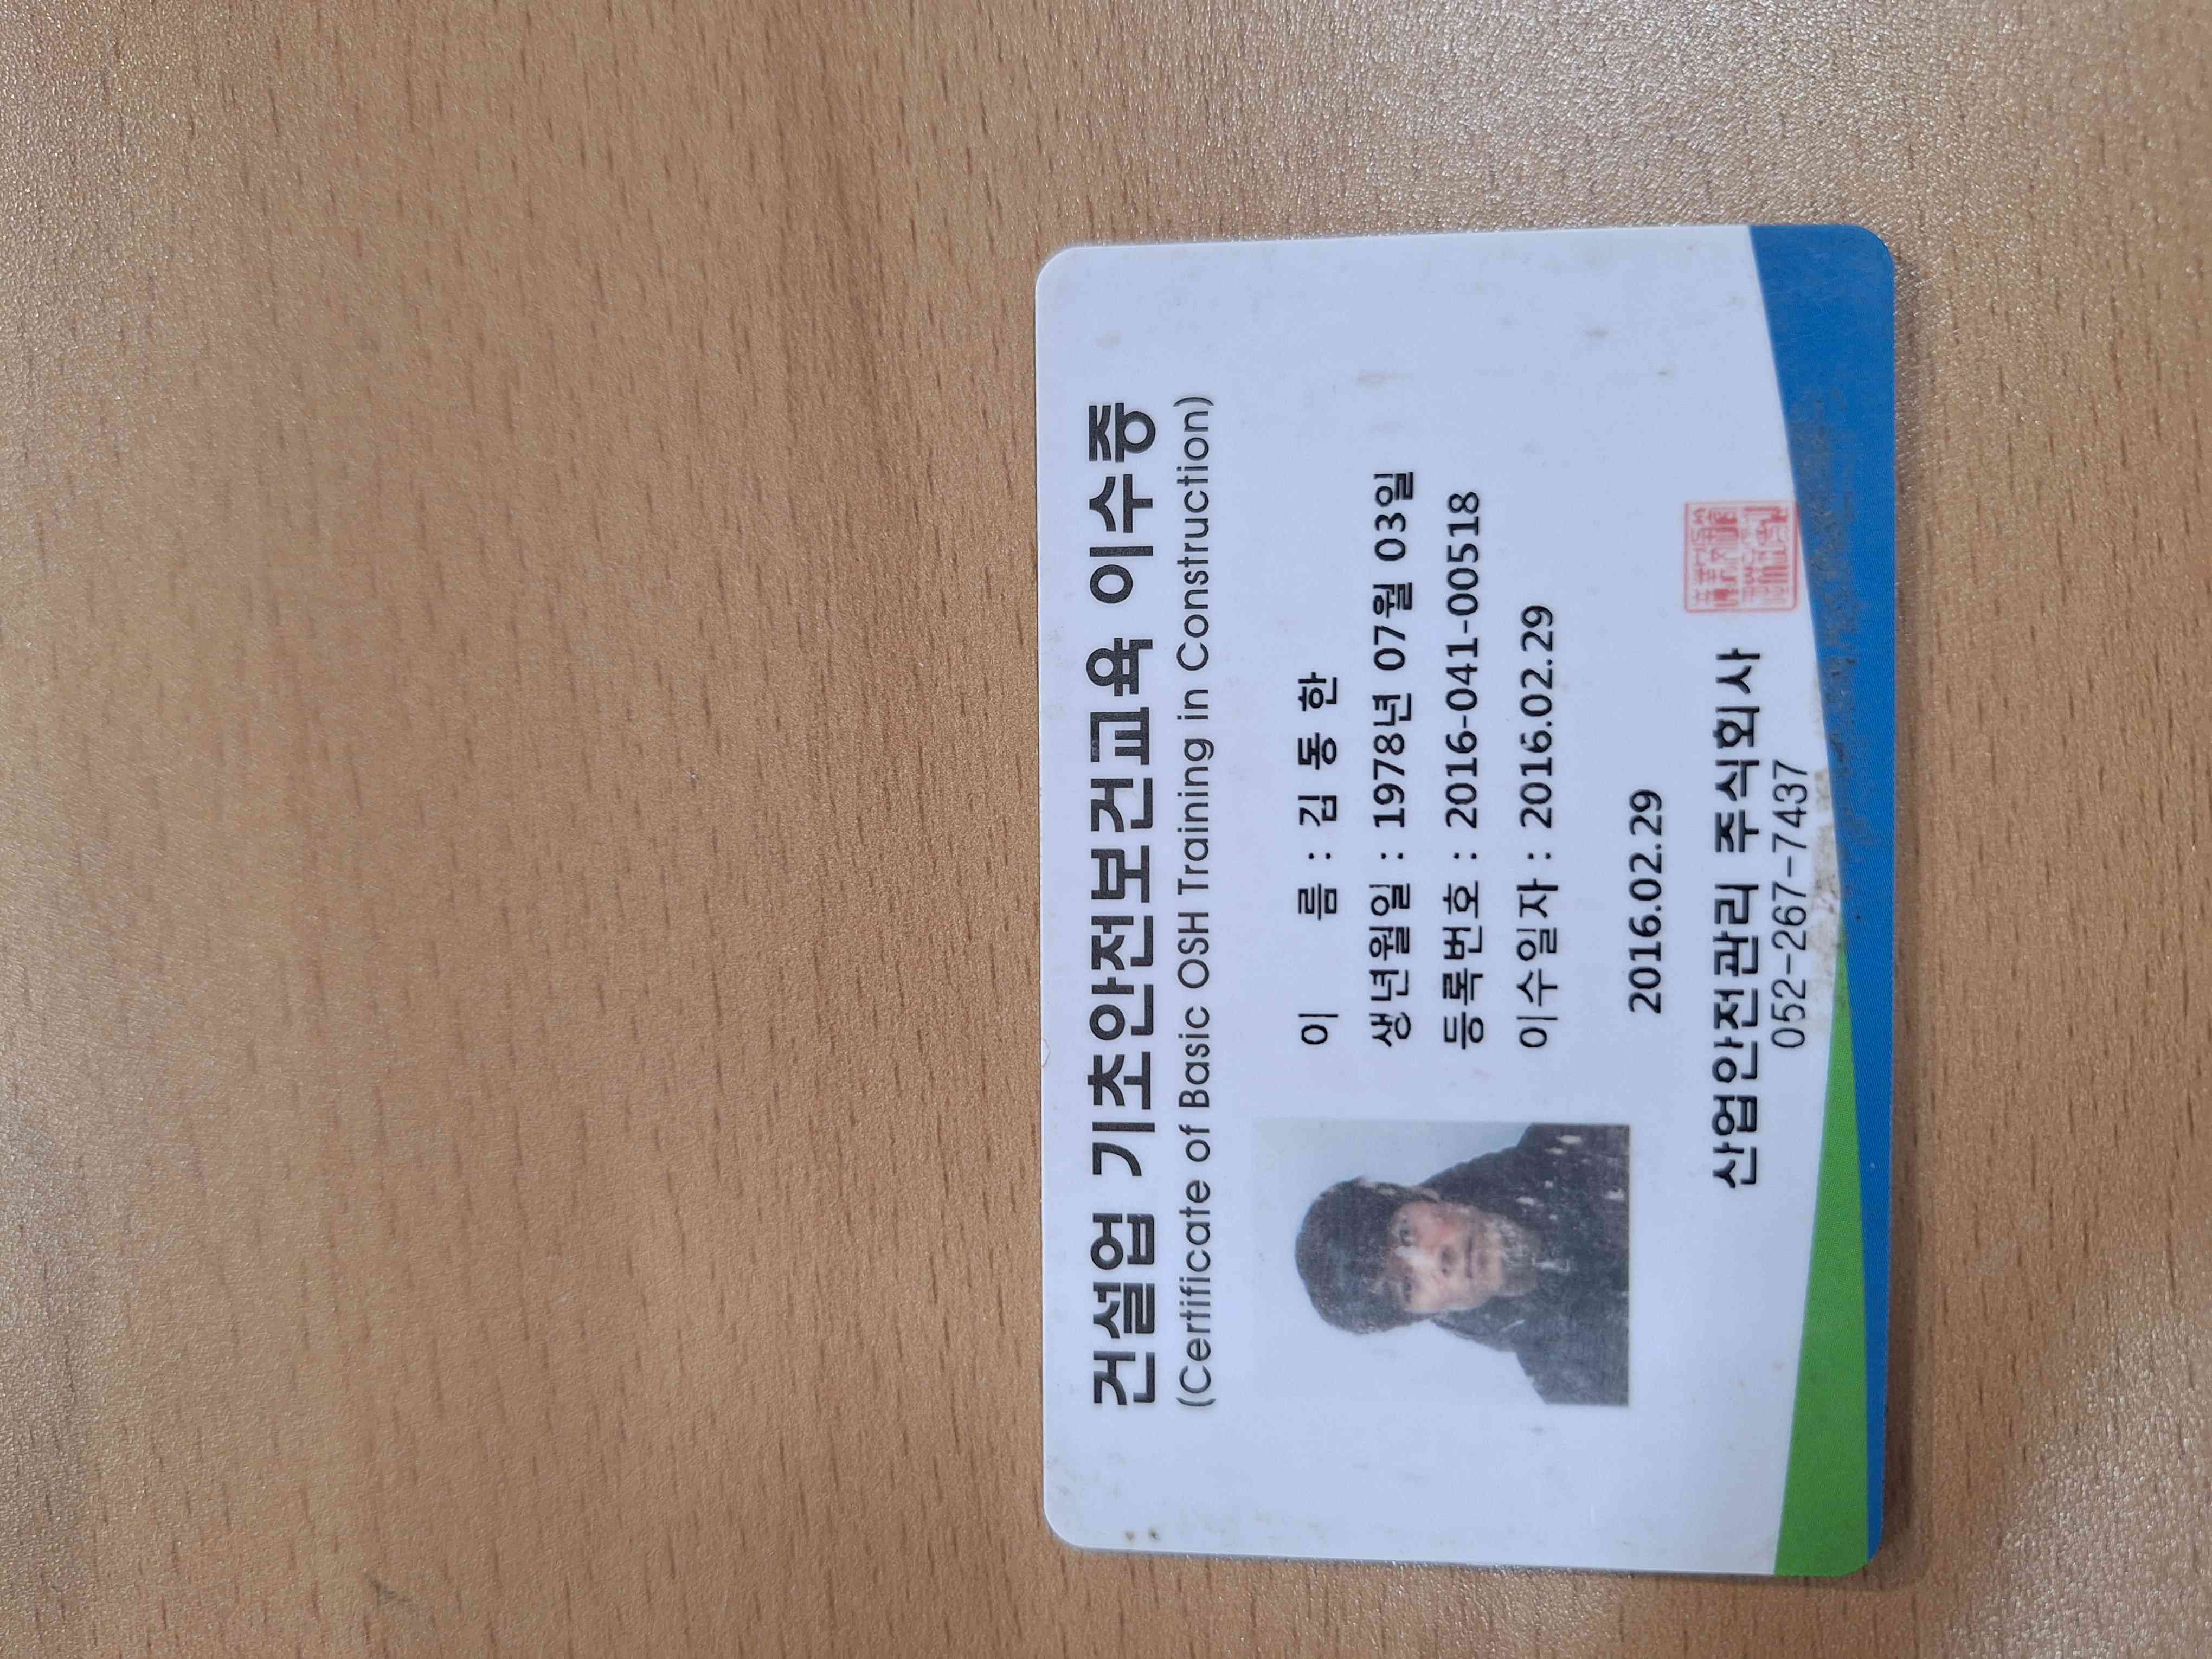 건설업 기초안전보건교육 이수증
(Certificate of Basic OSH Training in Construction)
이 름 : 김 동 한
생년월일 : 1978년 07월 03일
등록번호 : 2016-041-00518
이수일자 : 2016.02.29
2016.02.29
산업안전관리 주식회사
052-267-7437